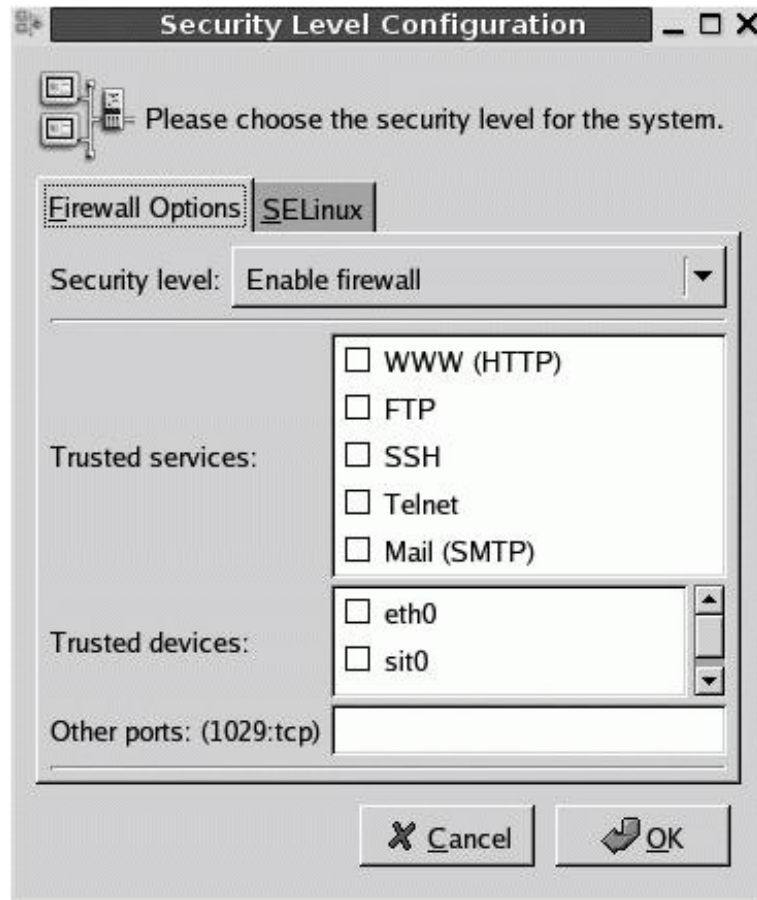 Security Level Configuration
Please choose the security level for the system.
Firewall Options
SELinux
Security level: Enable firewall
Trusted services:
WWW (HTTP)
FTP
SSH
Telnet
Mail (SMTP)
Trusted devices:
eth0
sit0
Other ports: (1029:tcp)
Cancel
OK